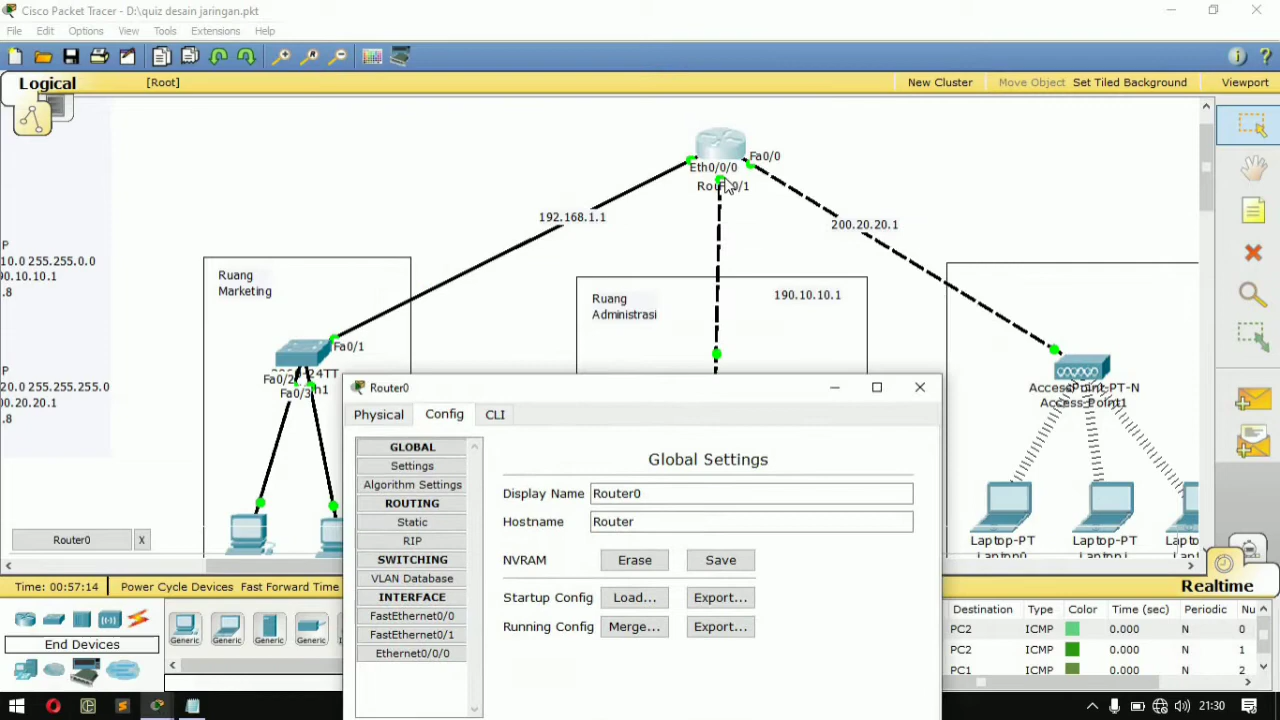 Cisco Packet Tracer - D:\quiz desain jaringan.pkt
File Edit Options View Tools Extensions Help
Logical [Root] New Cluster Move Object Set Tiled Background Viewport
Fa0/0
Eth0/0/0
192.168.1.1
200.20.20.1
P
10.0 255.255.0.0
90.10.10.1
.8
Ruang
Marketing
Ruang
Administrasi
190.10.10.1
Fa0/1
Fa0/2
Fa0/3
P
20.0 255.255.255.0
00.20.20.1
.8
AccessPoint-PT-N
Access Point1
Laptop-PT
Laptop0
Laptop-PT
Laptop-PT
Router0 X
Router0
Physical Config CLI
GLOBAL
Settings
Algorithm Settings
ROUTING
Static
RIP
SWITCHING
VLAN Database
INTERFACE
FastEthernet0/0
FastEthernet0/1
Ethernet0/0/0
Global Settings
Display Name Router0
Hostname Router
NVRAM Erase Save
Startup Config Load... Export...
Running Config Merge... Export...
Time: 00:57:14 Power Cycle Devices Fast Forward Time
Realtime
End Devices
Generic Generic Generic Generic
Destination Type Color Time (sec) Periodic Nu
PC2 ICMP 0.000 N 0
PC2 ICMP 0.000 N 1
PC1 ICMP 0.000 N 2
21:30